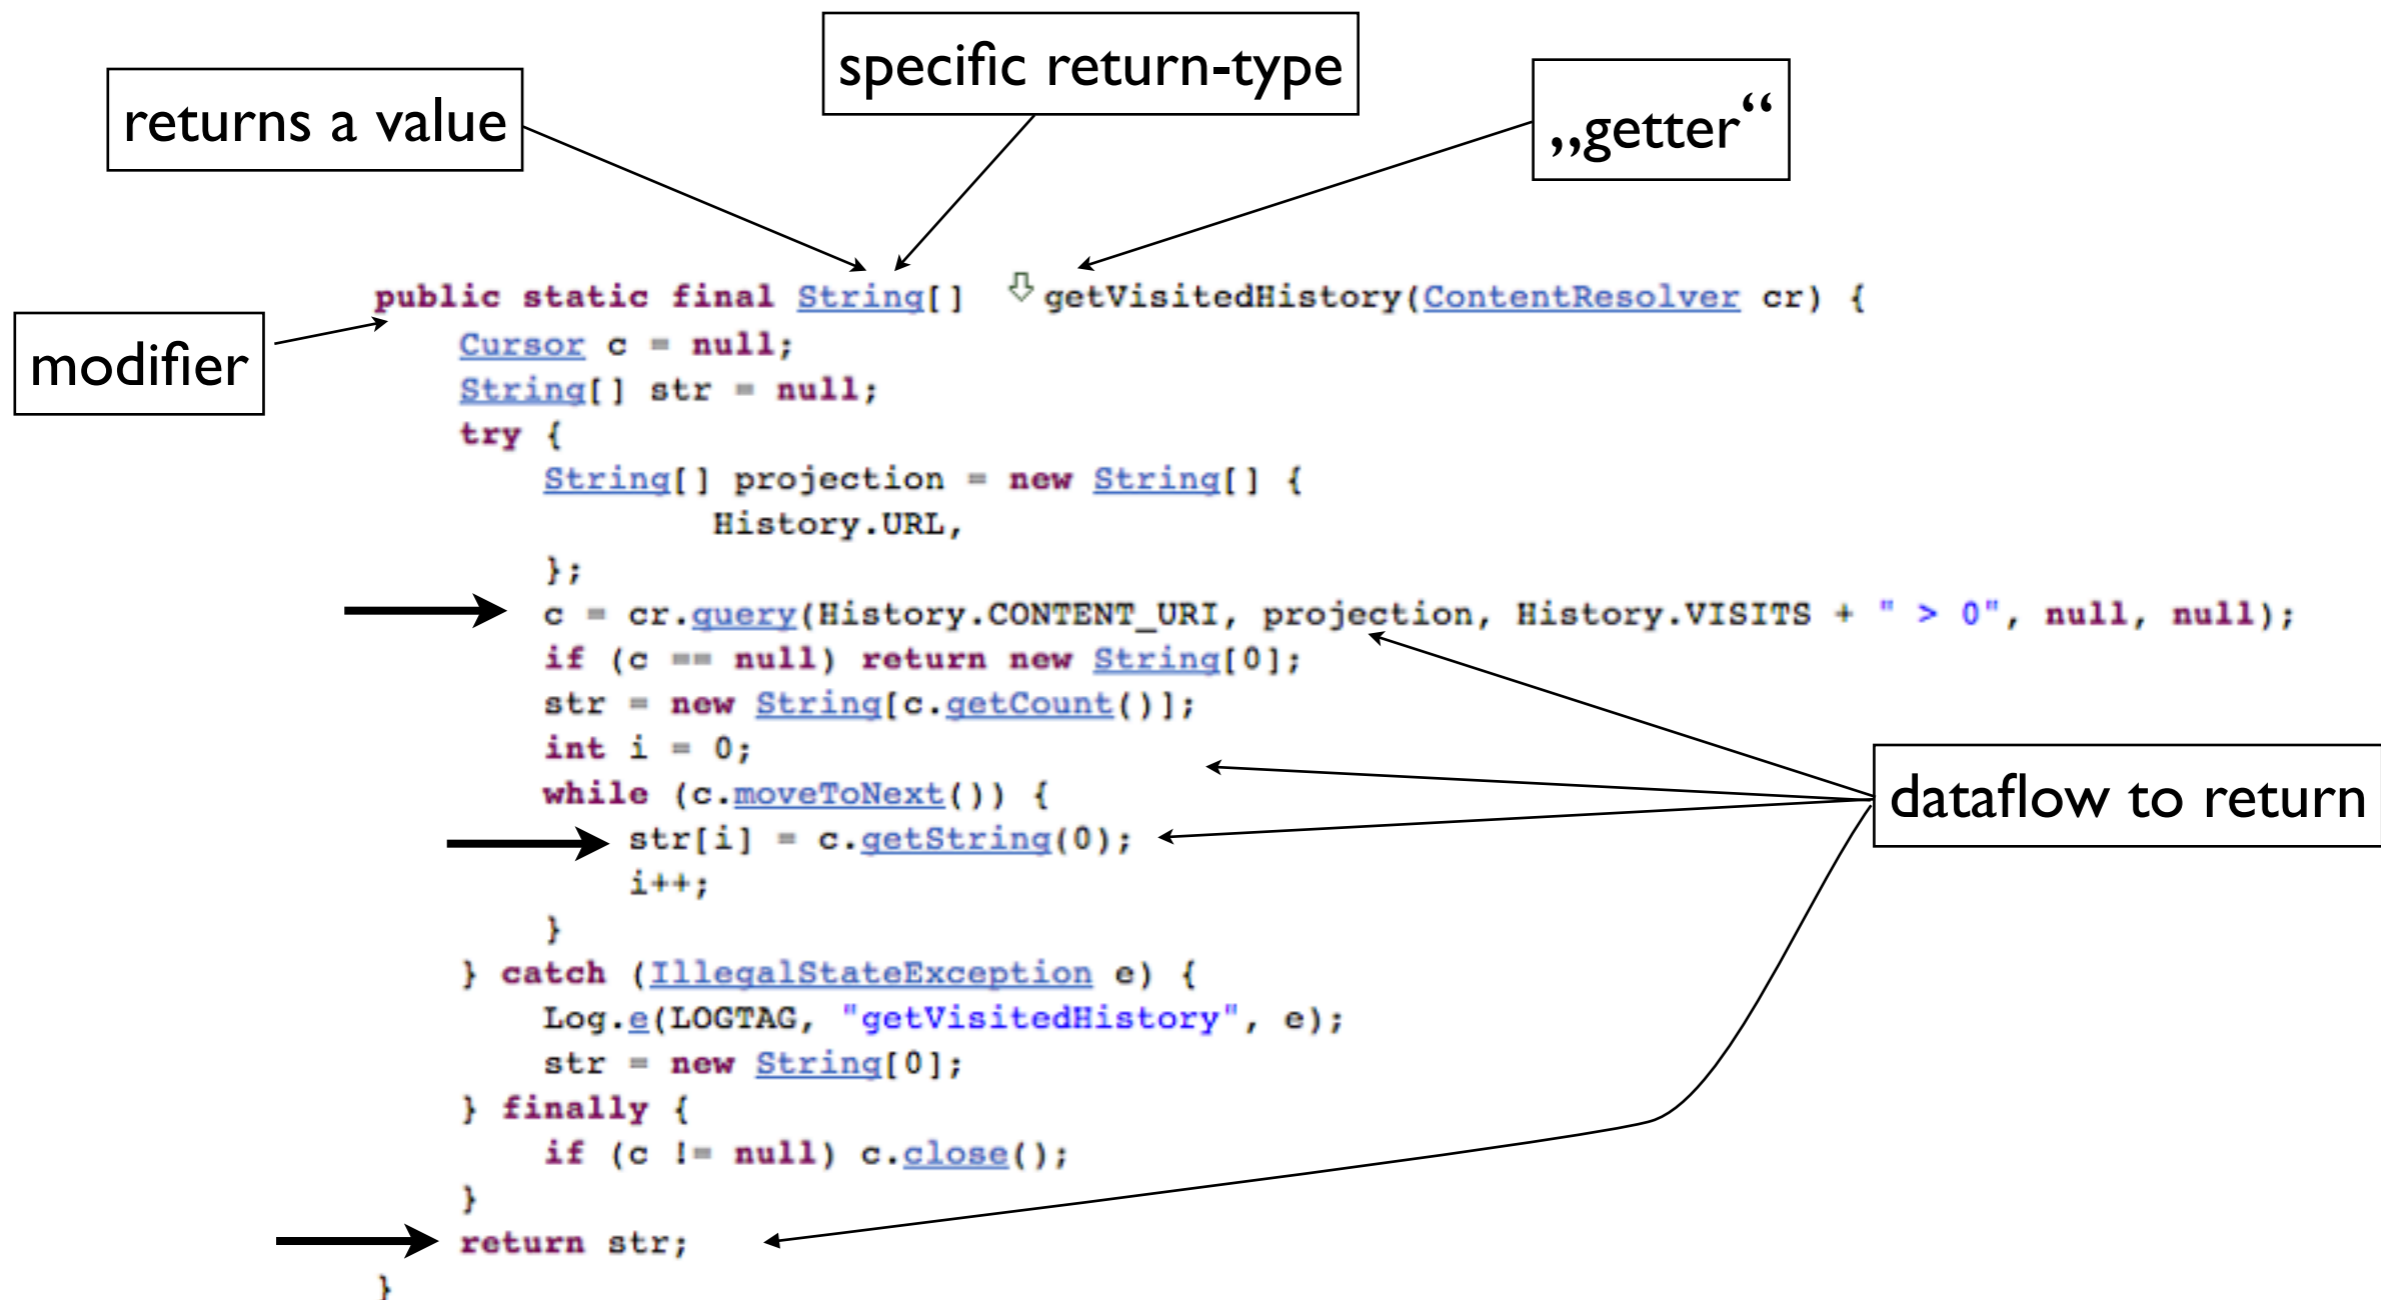 specific return-type
returns a value
„getter“
public static final String[] getVisitedHistory(ContentResolver cr) {
modifier
Cursor c = null;
String[] str = null;
try {
String[] projection = new String[] {
History.URL,
};
c = cr.query(History.CONTENT_URI, projection, History.VISITS + " > 0", null, null);
if (c == null) return new String[0];
str = new String[c.getCount()];
int i = 0;
while (c.moveToNext()) {
dataflow to return
str[i] = c.getString(0);
i++;
}
} catch (IllegalStateException e) {
Log.e(LOGTAG, "getVisitedHistory", e);
str = new String[0];
} finally {
if (c != null) c.close();
}
return str;
}